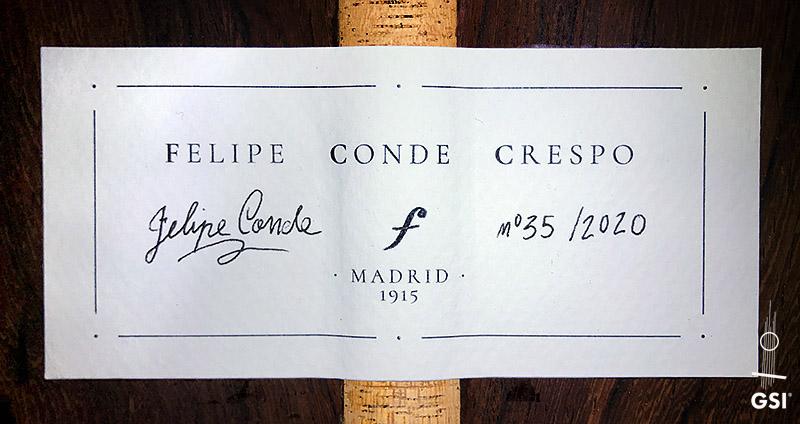 FELIPE CONDE CRESPO
Felipe Conde
f
nº35 /2020
· MADRID ·
1915
GSI